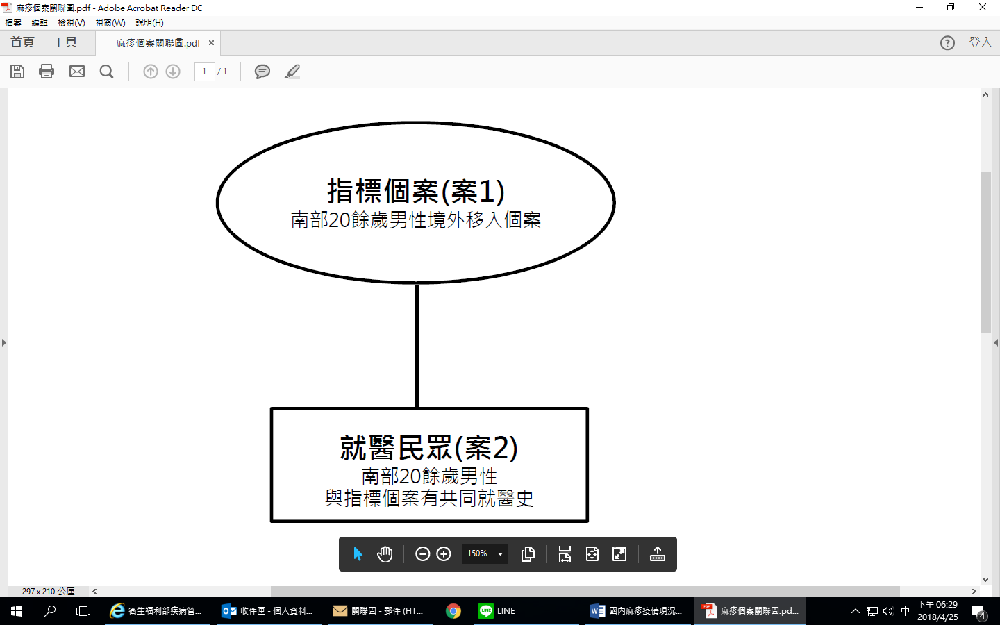 麻疹個案關聯圖.pdf - Adobe Acrobat Reader DC
檔案 編輯 檢視(V) 視窗(W) 說明(H)
首頁 工具 麻疹個案關聯圖.pdf × 登入
1 / 1
指標個案(案1)
南部20餘歲男性境外移入個案
就醫民眾(案2)
南部20餘歲男性
與指標個案有共同就醫史
150%
297 x 210 公厘
衛生福利部疾病管... 收件匣 - 個人資料... 關聯圖 - 郵件 (HT... LINE 國內麻疹疫情現況... 麻疹個案關聯圖.pd... 中 下午 06:29
2018/4/25 4